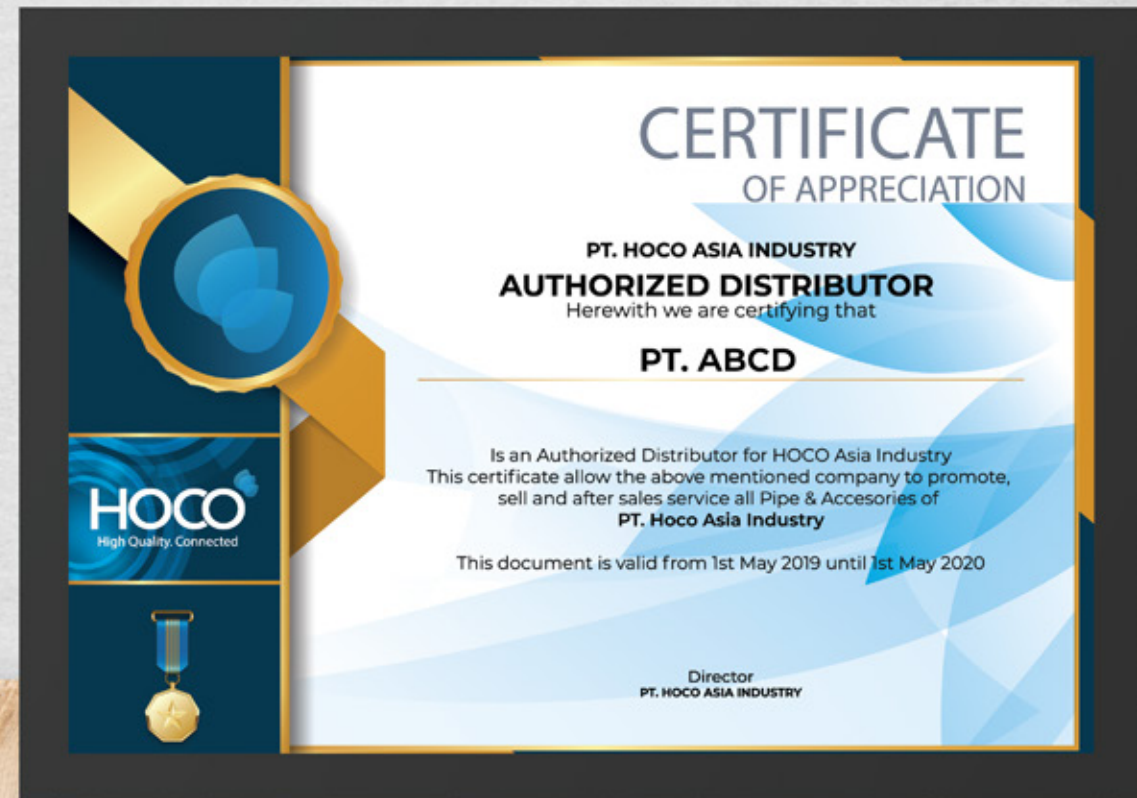 CERTIFICATE
OF APPRECIATION
PT. HOCO ASIA INDUSTRY
AUTHORIZED DISTRIBUTOR
Herewith we are certifying that
PT. ABCD
Is an Authorized Distributor for HOCO Asia Industry
This certificate allow the above mentioned company to promote,
sell and after sales service all Pipe & Accesories of
PT. Hoco Asia Industry
This document is valid from 1st May 2019 until 1st May 2020
Director
PT. HOCO ASIA INDUSTRY
HOCO
High Quality. Connected